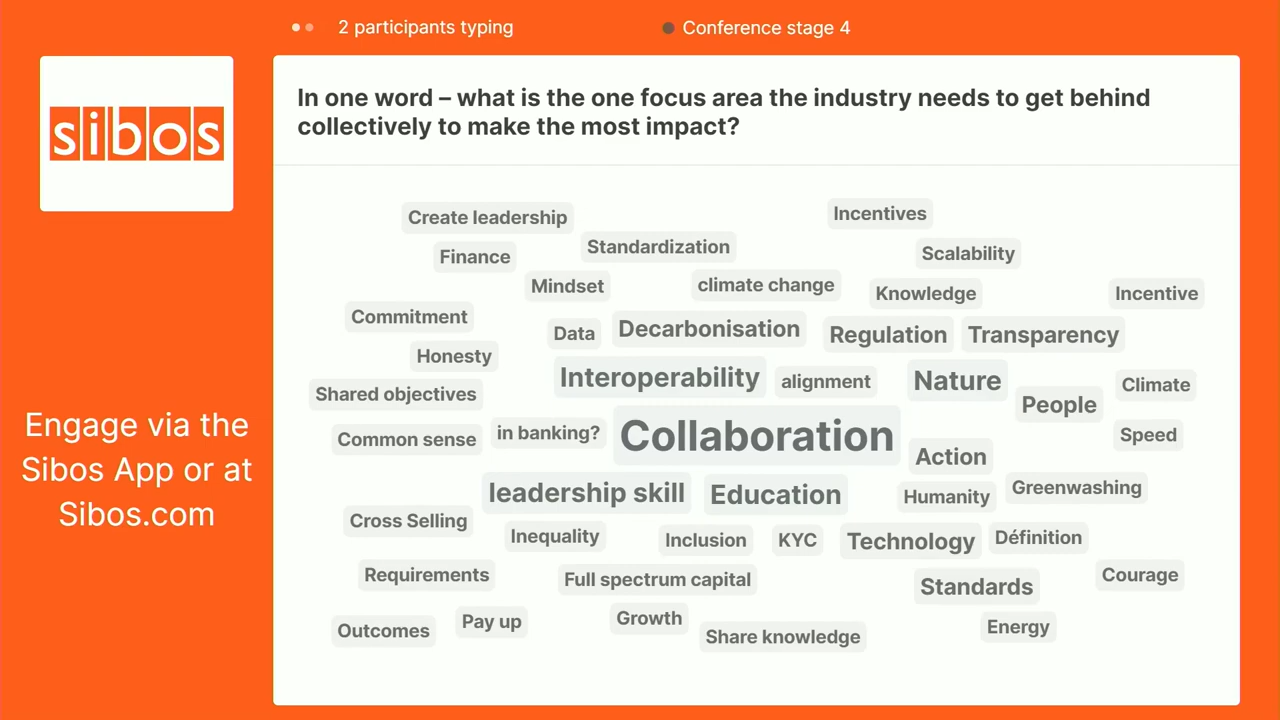 2 participants typing
Conference stage 4
sibos
In one word – what is the one focus area the industry needs to get behind
collectively to make the most impact?
Create leadership
Incentives
Finance
Standardization
Scalability
Mindset
climate change
Knowledge
Incentive
Commitment
Data
Decarbonisation
Regulation
Transparency
Honesty
Interoperability
alignment
Nature
Climate
Shared objectives
People
Common sense
in banking?
Collaboration
Speed
Action
Engage via the
Sibos App or at
Sibos.com
leadership skill
Education
Humanity
Greenwashing
Cross Selling
Inequality
Inclusion
KYC
Technology
Définition
Requirements
Full spectrum capital
Standards
Courage
Outcomes
Pay up
Growth
Share knowledge
Energy